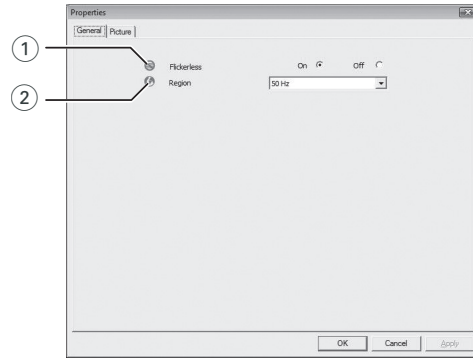 Properties
General Picture
1 Flickerless On Off
2 Region 50 Hz
OK Cancel Apply